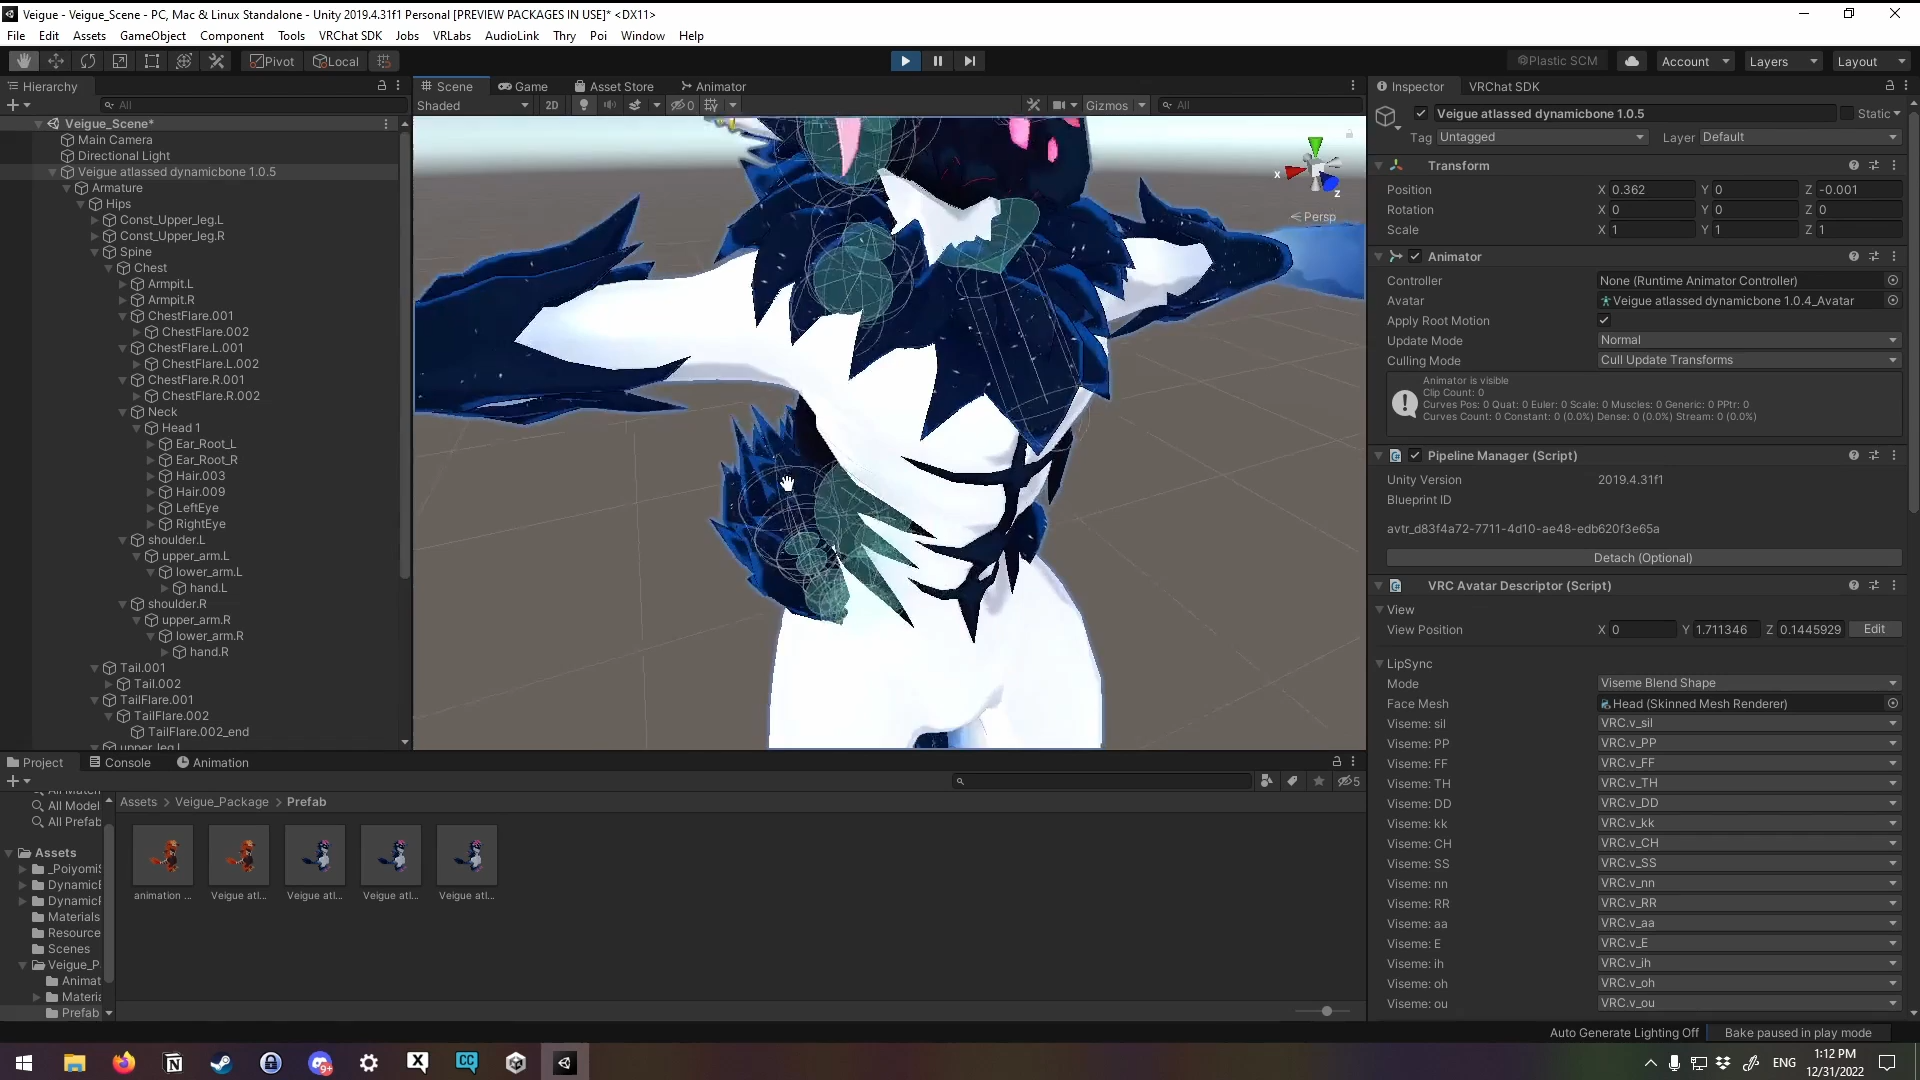 Veigue - Veigue_Scene - PC, Mac & Linux Standalone - Unity 2019.4.31f1 Personal [PREVIEW PACKAGES IN USE]* <DX11>
File Edit Assets GameObject Component Tools VRChat SDK Jobs VRLabs AudioLink Thry Poi Window Help
Pivot Local Plastic SCM Account Layers Layout
Hierarchy
All
Veigue_Scene*
Main Camera
Directional Light
Veigue atlassed dynamicbone 1.0.5
Armature
Hips
Const_Upper_leg.L
Const_Upper_leg.R
Spine
Chest
Armpit.L
Armpit.R
ChestFlare.001
ChestFlare.002
ChestFlare.L.001
ChestFlare.L.002
ChestFlare.R.001
ChestFlare.R.002
Neck
Head 1
Ear_Root_L
Ear_Root_R
Hair.003
Hair.009
LeftEye
RightEye
shoulder.L
upper_arm.L
lower_arm.L
hand.L
shoulder.R
upper_arm.R
lower_arm.R
hand.R
Tail.001
Tail.002
TailFlare.001
TailFlare.002
TailFlare.002_end
upper_leg.L
Scene Game Asset Store Animator
Shaded 2D 0 Gizmos All
x
z
Persp
Inspector VRChat SDK
Veigue atlassed dynamicbone 1.0.5 Static
Tag Untagged Layer Default
Transform
Position X 0.362 Y 0 Z -0.001
Rotation X 0 Y 0 Z 0
Scale X 1 Y 1 Z 1
Animator
Controller None (Runtime Animator Controller)
Avatar Veigue atlassed dynamicbone 1.0.4_Avatar
Apply Root Motion
Update Mode Normal
Culling Mode Cull Update Transforms
Animator is visible
Clip Count: 0
Curves Pos: 0 Quat: 0 Euler: 0 Scale: 0 Muscles: 0 Generic: 0 PPtr: 0
Curves Count: 0 Constant: 0 (0.0%) Dense: 0 (0.0%) Stream: 0 (0.0%)
Pipeline Manager (Script)
Unity Version 2019.4.31f1
Blueprint ID
avtr_d83f4a72-7711-4d10-ae48-edb620f3e65a
Detach (Optional)
VRC Avatar Descriptor (Script)
View
View Position X 0 Y 1.711346 Z 0.1445929 Edit
LipSync
Mode Viseme Blend Shape
Face Mesh Head (Skinned Mesh Renderer)
Viseme: sil VRC.v_sil
Viseme: PP VRC.v_PP
Viseme: FF VRC.v_FF
Viseme: TH VRC.v_TH
Viseme: DD VRC.v_DD
Viseme: kk VRC.v_kk
Viseme: CH VRC.v_CH
Viseme: SS VRC.v_SS
Viseme: nn VRC.v_nn
Viseme: RR VRC.v_RR
Viseme: aa VRC.v_aa
Viseme: E VRC.v_E
Viseme: ih VRC.v_ih
Viseme: oh VRC.v_oh
Viseme: ou VRC.v_ou
Project Console Animation
5
All Model
All Prefab
Assets
_Poiyomi
Dynamic
Dynamic
Materials
Resource
Scenes
Veigue_P
Animat
Materia
Prefab
Assets > Veigue_Package > Prefab
animation ... Veigue atl... Veigue atl... Veigue atl... Veigue atl...
Auto Generate Lighting Off Bake paused in play mode
N 9+ X CC ENG 1:12 PM
12/31/2022